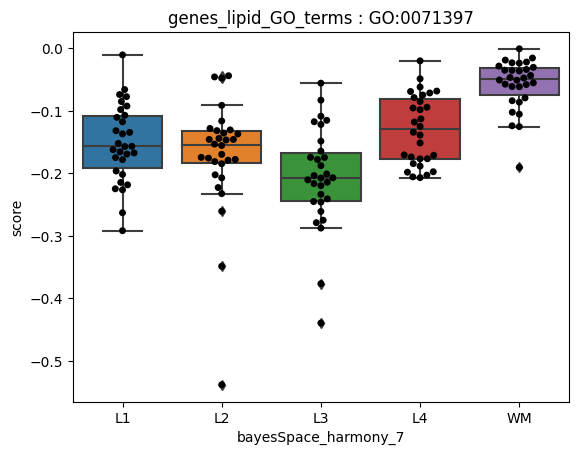 genes_lipid_GO_terms : GO:0071397
0.0
−0.1
−0.2
−0.3
−0.4
−0.5
score
L1 L2 L3 L4 WM
bayesSpace_harmony_7